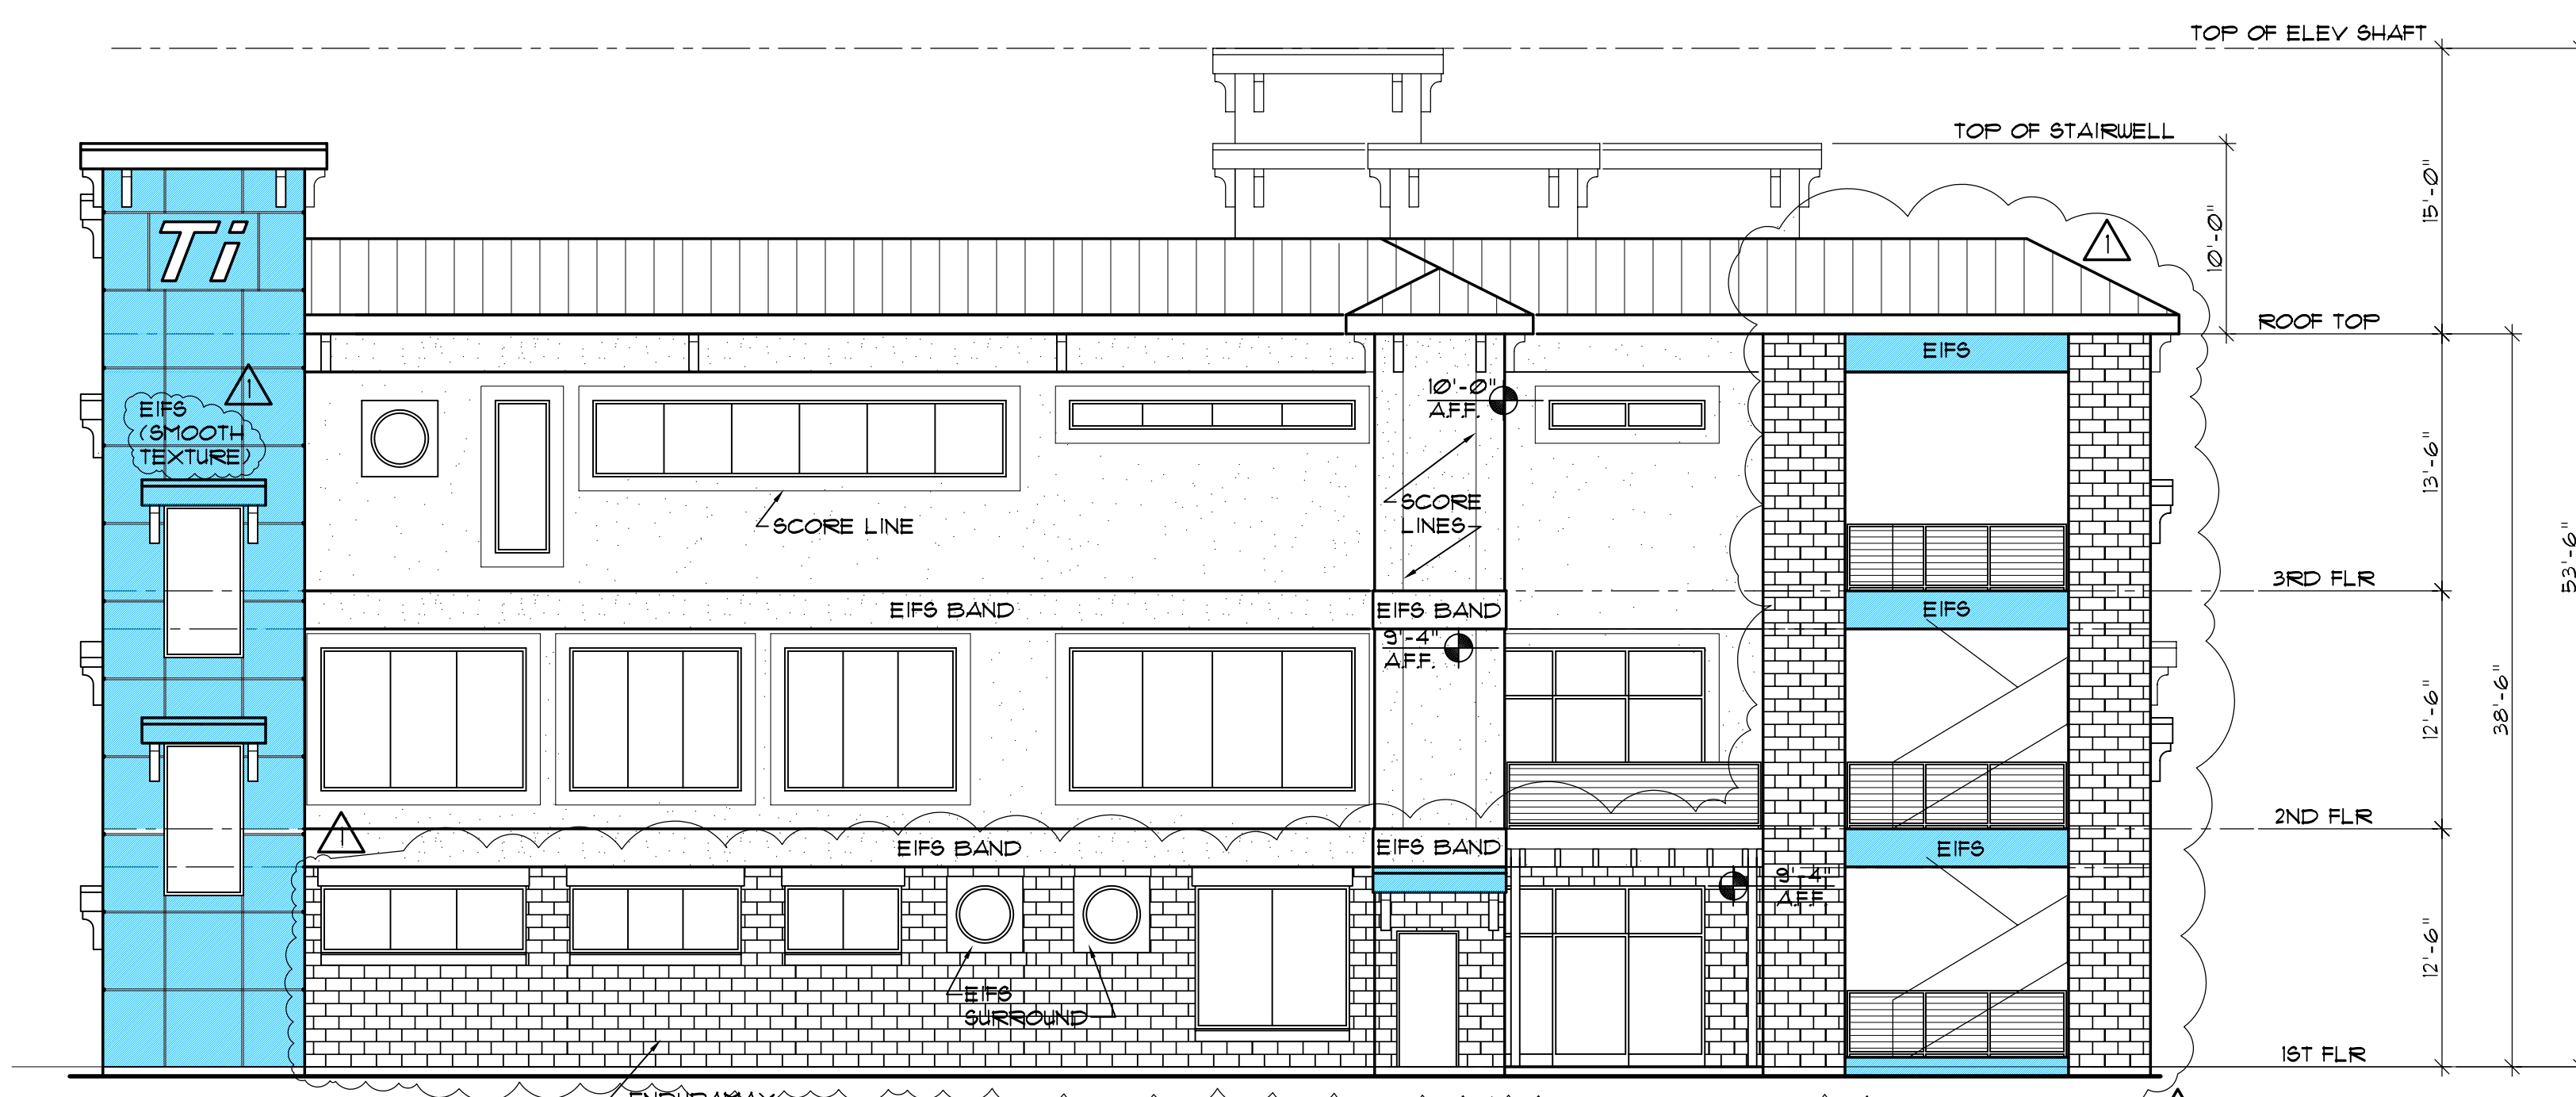 TOP OF ELEV SHAFT
TOP OF STAIRWELL
15'-0"
10'-0"
1
Ti
ROOF TOP
EIFS
1
EIFS
(SMOOTH
TEXTURE)
10'-0"
A.F.F.
13'-6"
SCORE LINE
SCORE
LINES
53'-6"
3RD FLR
EIFS BAND
EIFS BAND
EIFS
9'-4"
A.F.F.
12'-6"
38'-6"
2ND FLR
1
EIFS BAND
EIFS BAND
EIFS
9'-4"
A.F.F.
12'-6"
EIFS
SURROUND
1ST FLR